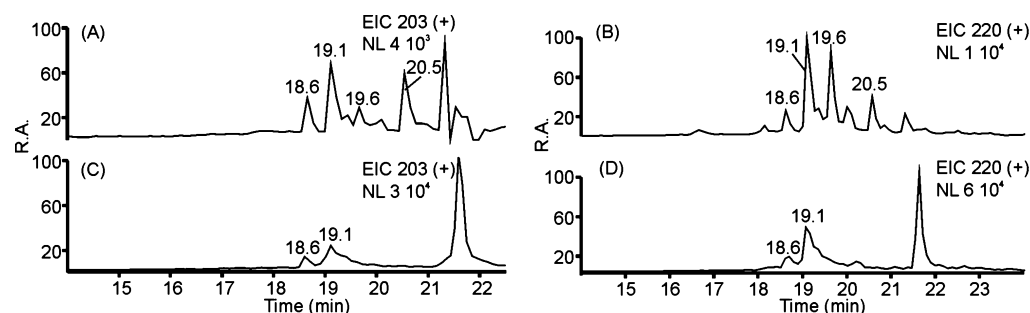 (A)
EIC 203 (+)
NL 4 10³
100
60
20
18.6
19.1
19.6
20.5
R.A.
(B)
EIC 220 (+)
NL 1 10⁴
100
60
20
18.6
19.1
19.6
20.5
R.A.
(C)
EIC 203 (+)
NL 3 10⁴
100
60
20
18.6
19.1
15 16 17 18 19 20 21 22
Time (min)
(D)
EIC 220 (+)
NL 6 10⁴
100
60
20
18.6
19.1
15 16 17 18 19 20 21 22 23
Time (min)